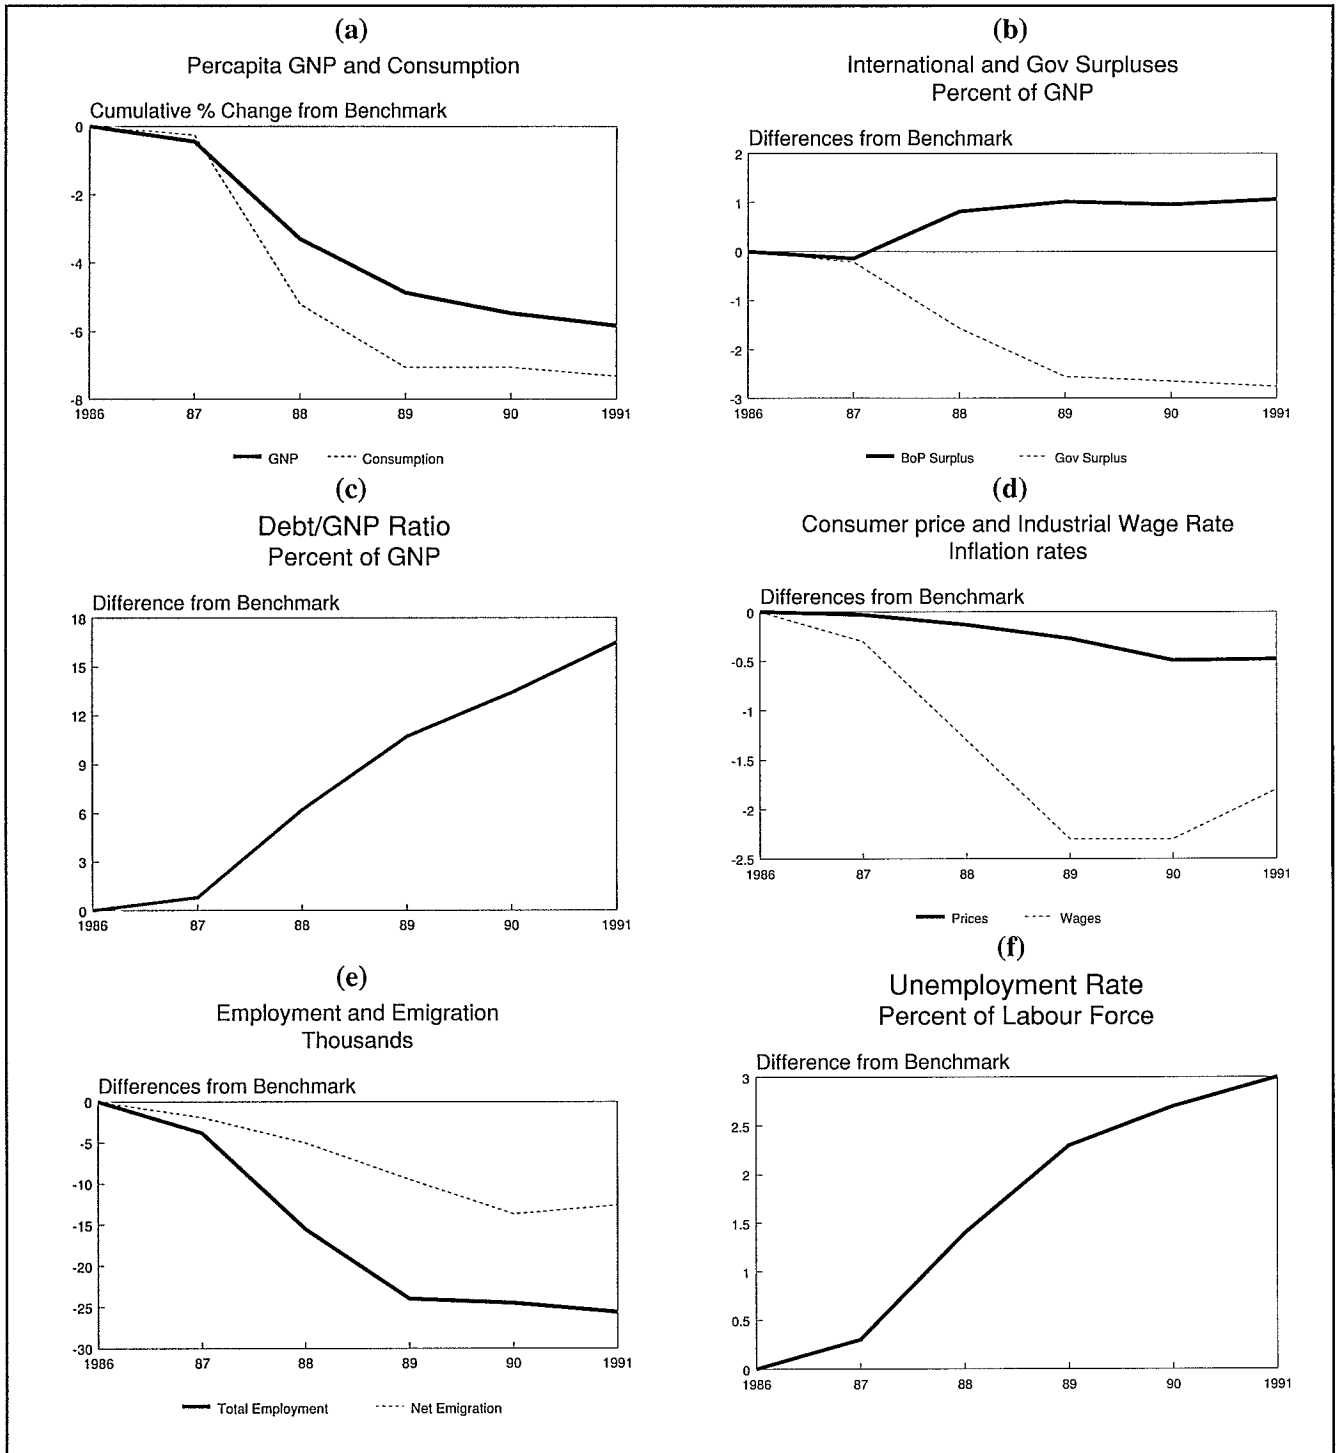 (a)
Percapita GNP and Consumption
Cumulative % Change from Benchmark
0
-2
-4
-6
-8
1986 87 88 89 90 1991
GNP Consumption
(b)
International and Gov Surpluses
Percent of GNP
Differences from Benchmark
2
1
0
-1
-2
-3
1986 87 88 89 90 1991
BoP Surplus Gov Surplus
(c)
Debt/GNP Ratio
Percent of GNP
Difference from Benchmark
18
15
12
9
6
3
0
1986 87 88 89 90 1991
(d)
Consumer price and Industrial Wage Rate
Inflation rates
Differences from Benchmark
0
-0.5
-1
-1.5
-2
-2.5
1986 87 88 89 90 1991
Prices Wages
(e)
Employment and Emigration
Thousands
Differences from Benchmark
0
-5
-10
-15
-20
-25
-30
1986 87 88 89 90 1991
Total Employment Net Emigration
(f)
Unemployment Rate
Percent of Labour Force
Difference from Benchmark
3
2.5
2
1.5
1
0.5
0
1986 87 88 89 90 1991